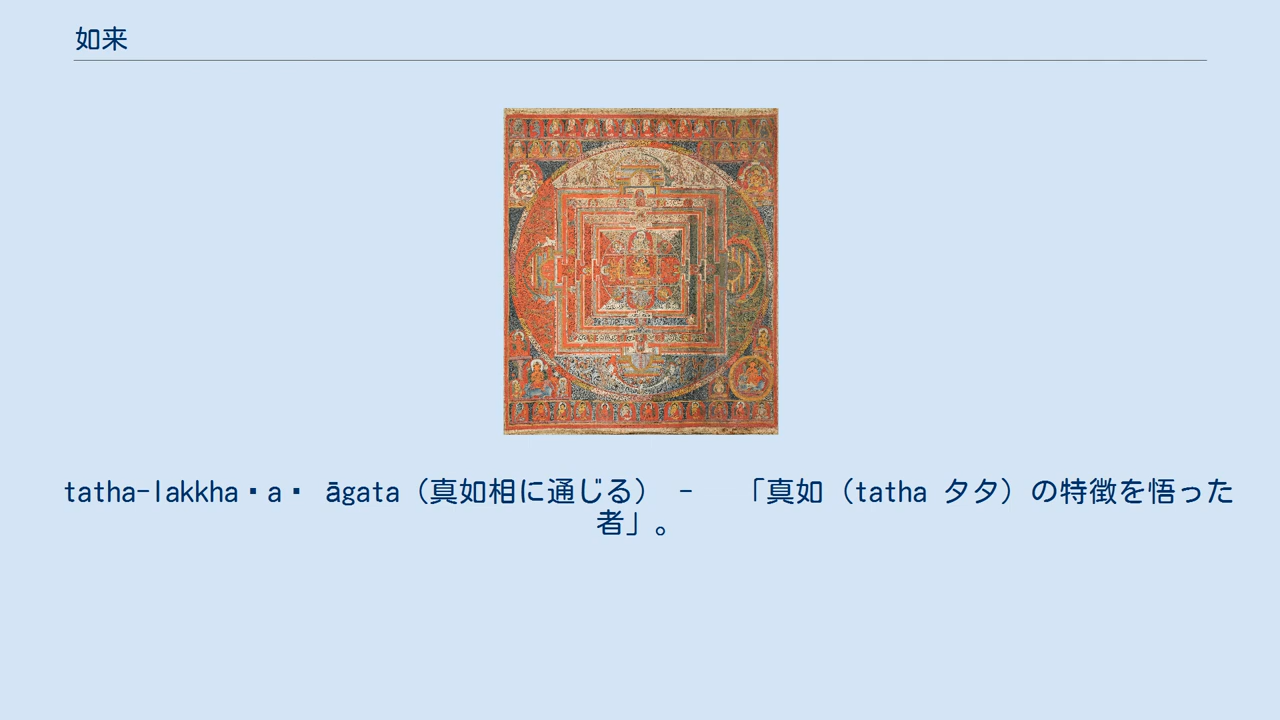 如来
tatha-lakkha▪a▪ āgata（真如相に通じる） - 「真如（tatha タタ）の特徴を悟った
者」。